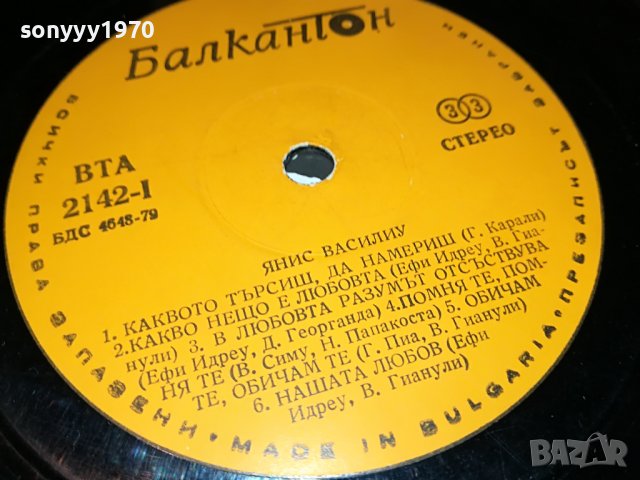 sonyyy1970
Балкантон
ВСИЧКИ ПРАВА ЗАПАЗЕНИ · MADE IN BULGARIA · ПРЕЗАПИСЪТ ЗАБРАНЕН
ВТА
2142-I
БДС 4648-79
33
СТЕРЕО
ЯНИС ВАСИЛИУ
1. КАКВОТО ТЪРСИШ, ДА НАМЕРИШ (Г. Карали)
2. КАКВО НЕЩО Е ЛЮБОВТА (Ефи Идреу, В. Гиа-
нули) 3. В ЛЮБОВТА РАЗУМЪТ ОТСЪСТВУВА
(Ефи Идреу, Д. Георганда) 4. ПОМНЯ ТЕ, ПОМ-
НЯ ТЕ (В. Симу, Н. Папакоста) 5. ОБИЧАМ
ТЕ, ОБИЧАМ ТЕ (Г. Пиа, В. Гианули)
6. НАШАТА ЛЮБОВ (Ефи
Идреу, В. Гианули)
BAZAR